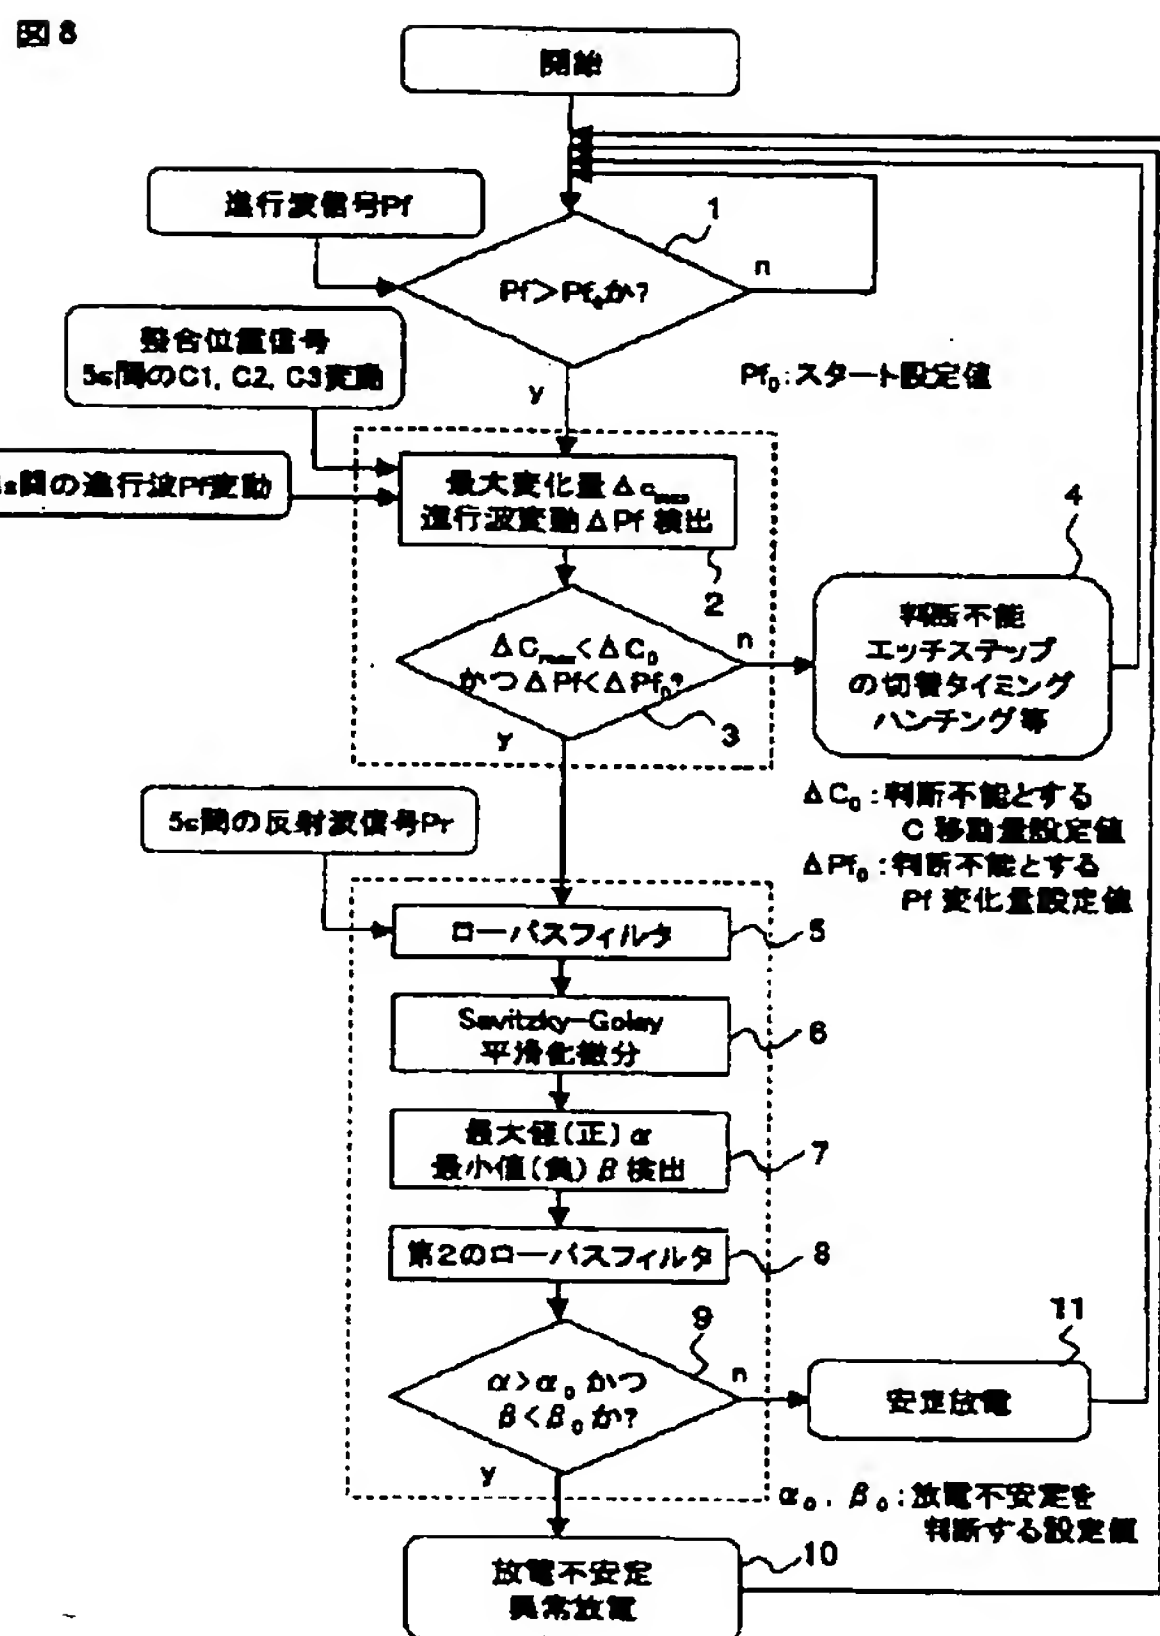 図8
開始
進行波信号Pf
1
Pf>Pf₀か?
n
y
整合位置信号
5s間のC1, C2, C3変動
Pf₀:スタート設定値
s間の進行波Pf変動
最大変化量ΔCmax
進行波変動ΔPf検出
2
4
判断不能
エッチステップ
の切替タイミング
ハンチング等
ΔCmax<ΔC₀
かつΔPf<ΔPf₀?
n
3
y
ΔC₀:判断不能とする
C移動量設定値
ΔPf₀:判断不能とする
Pf変化量設定値
5s間の反射波信号Pr
ローパスフィルタ
5
Savitzky-Golay
平滑化微分
6
最大値(正)α
最小値(負)β検出
7
第2のローパスフィルタ
8
9
α>α₀かつ
β<β₀か?
n
y
11
安定放電
α₀, β₀:放電不安定を
判断する設定値
放電不安定
異常放電
10